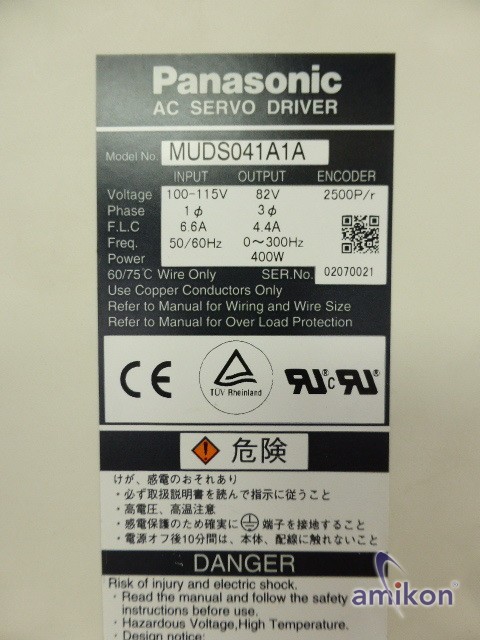 Panasonic
AC SERVO DRIVER
Model No. MUDS041A1A
INPUT OUTPUT ENCODER
Voltage 100-115V 82V 2500P/r
Phase 1ϕ 3ϕ
F.L.C 6.6A 4.4A
Freq. 50/60Hz 0～300Hz
Power 400W
60/75℃ Wire Only SER.No. 02070021
Use Copper Conductors Only
Refer to Manual for Wiring and Wire Size
Refer to Manual for Over Load Protection
CE
TÜV Rheinland
危険
けが、感電のおそれあり
・必ず取扱説明書を読んで指示に従うこと
・高電圧、高温注意
・感電保護のため確実に端子を接地すること
・電源オフ後10分間は、本体、配線に触れないこと
DANGER
Risk of injury and electric shock.
・Read the manual and follow the safety
instructions before use.
・Hazardous Voltage,High Temperature.
・Design notice:
amikon®